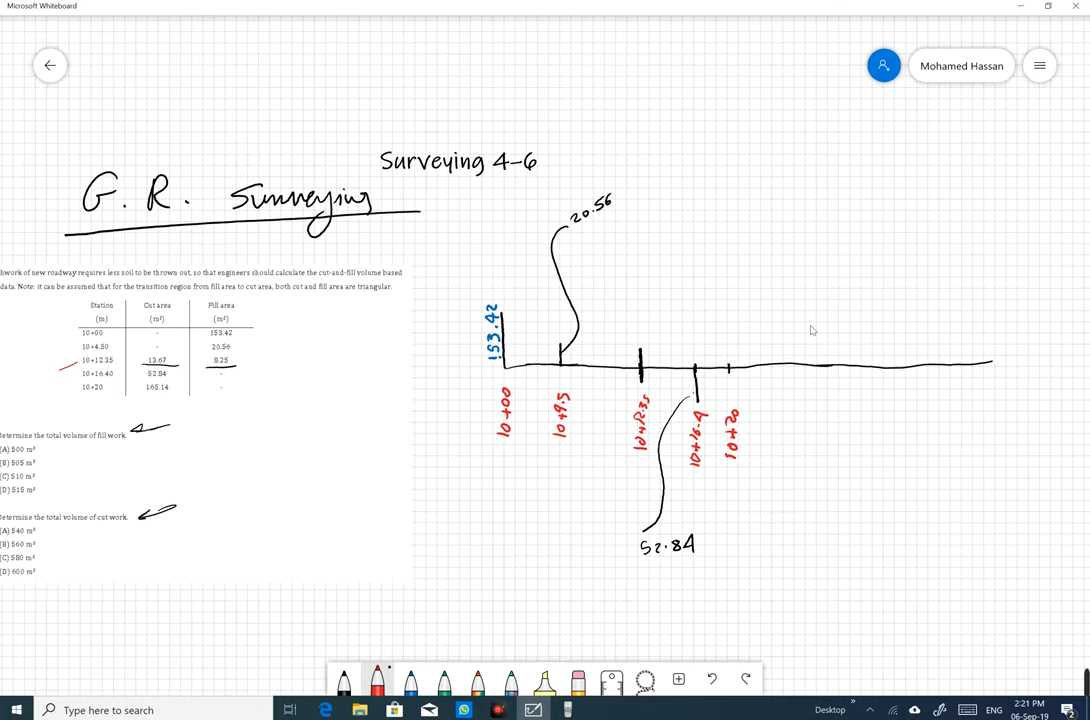 Microsoft Whiteboard
Mohamed Hassan
Surveying 4-6
G. R. Surveying
hwork of new roadway requires less soil to be thrown out, so that engineers should calculate the cut-and-fill volume based
data. Note: it can be assumed that for the transition region from fill area to cut area, both cut and fill area are triangular.
Station Cut area Fill area
(m) (m²) (m²)
10+00 - 153.42
10+4.50 - 20.56
10+12.35 13.67 8.25
10+16.40 52.84 -
10+20 165.14 -
Determine the total volume of fill work.
(A) 500 m³
(B) 505 m³
(C) 510 m³
(D) 515 m³
Determine the total volume of cut work.
(A) 540 m³
(B) 560 m³
(C) 580 m³
(D) 600 m³
20.56
153.42
10+00
10+9.5
10+12.35
10+16.4
10+20
52.84
Type here to search
Desktop
ENG
2:21 PM
06-Sep-19